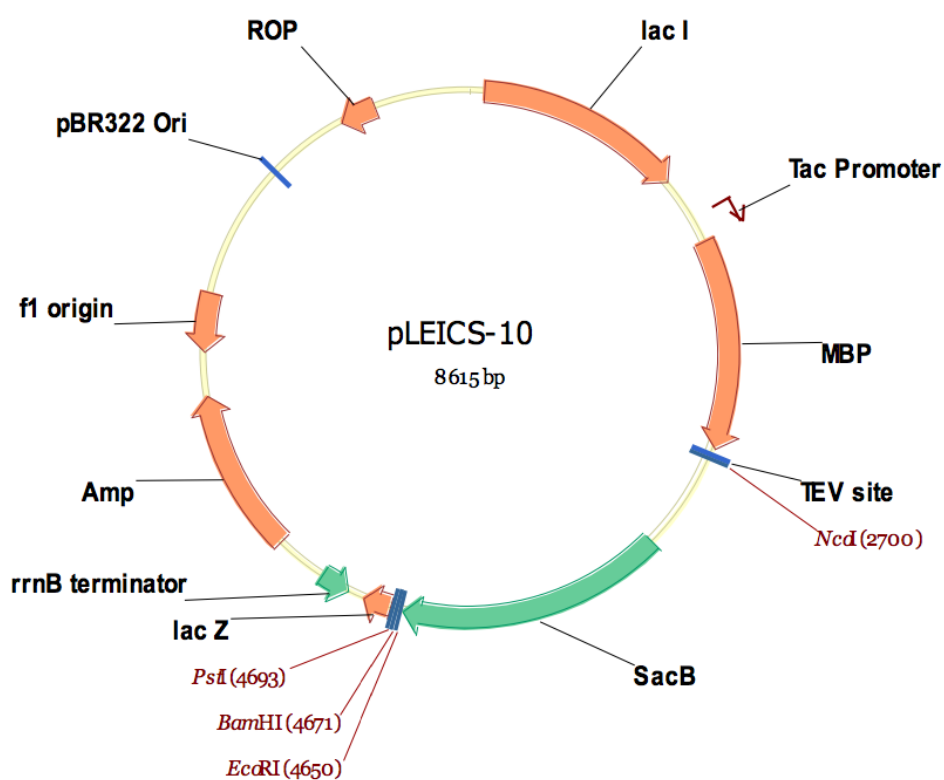 ROP
lac I
pBR322 Ori
Tac Promoter
f1 origin
pLEICS-10
8615 bp
MBP
Amp
TEV site
NcoI (2700)
rrnB terminator
lac Z
SacB
PstI (4693)
BamHI (4671)
EcoRI (4650)